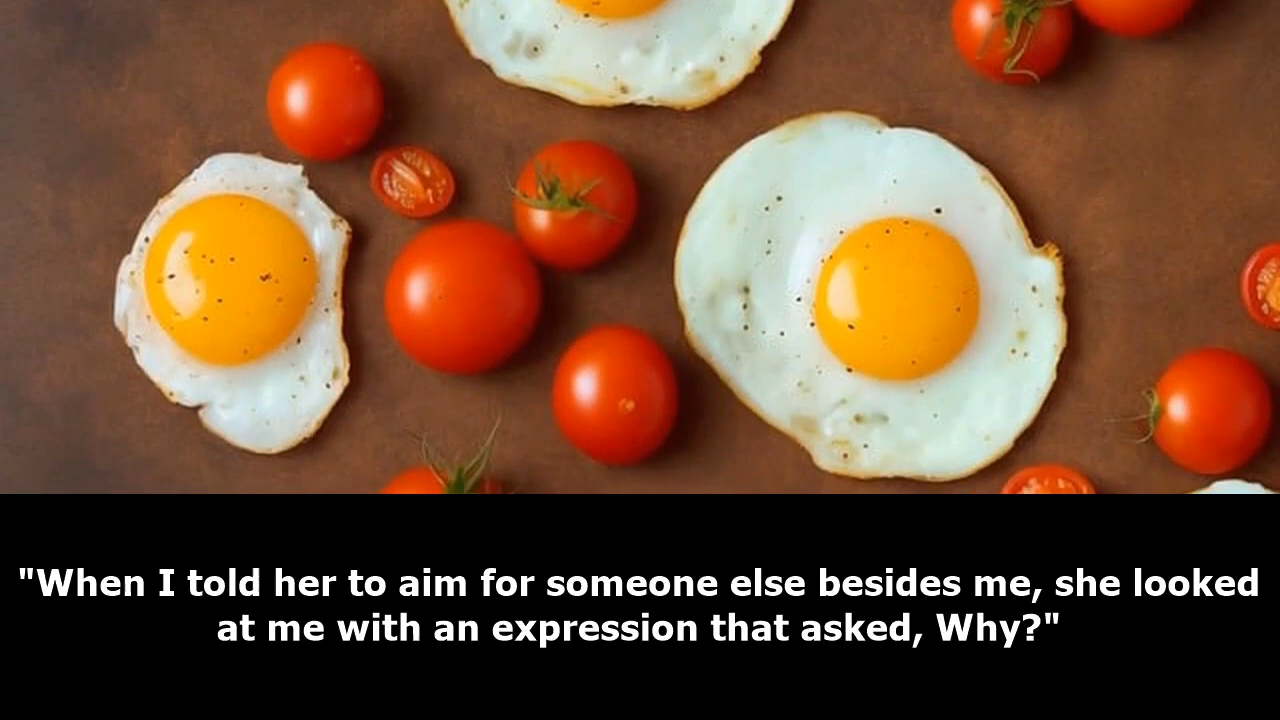 "When I told her to aim for someone else besides me, she looked
at me with an expression that asked, Why?"